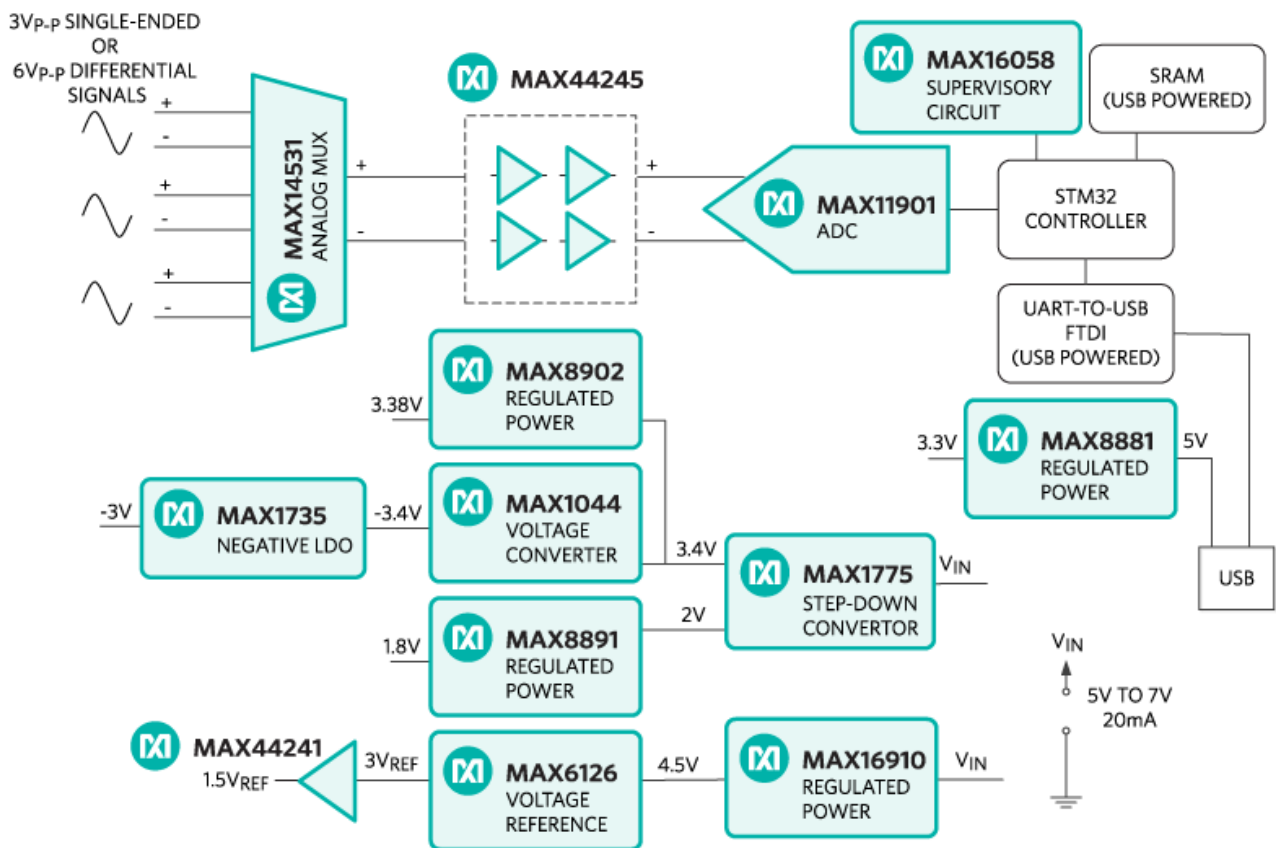 3VP-P SINGLE-ENDED
OR
6VP-P DIFFERENTIAL
SIGNALS
+
-
+
-
+
-
MAX14531
ANALOG MUX
+
-
MAX44245
+
-
MAX11901
ADC
MAX16058
SUPERVISORY
CIRCUIT
SRAM
(USB POWERED)
STM32
CONTROLLER
UART-TO-USB
FTDI
(USB POWERED)
3.38V
MAX8902
REGULATED
POWER
3.3V
MAX8881
REGULATED
POWER
5V
USB
-3V
MAX1735
NEGATIVE LDO
-3.4V
MAX1044
VOLTAGE
CONVERTER
3.4V
MAX1775
STEP-DOWN
CONVERTOR
VIN
2V
1.8V
MAX8891
REGULATED
POWER
VIN
5V TO 7V
20mA
MAX44241
1.5VREF
3VREF
MAX6126
VOLTAGE
REFERENCE
4.5V
MAX16910
REGULATED
POWER
VIN